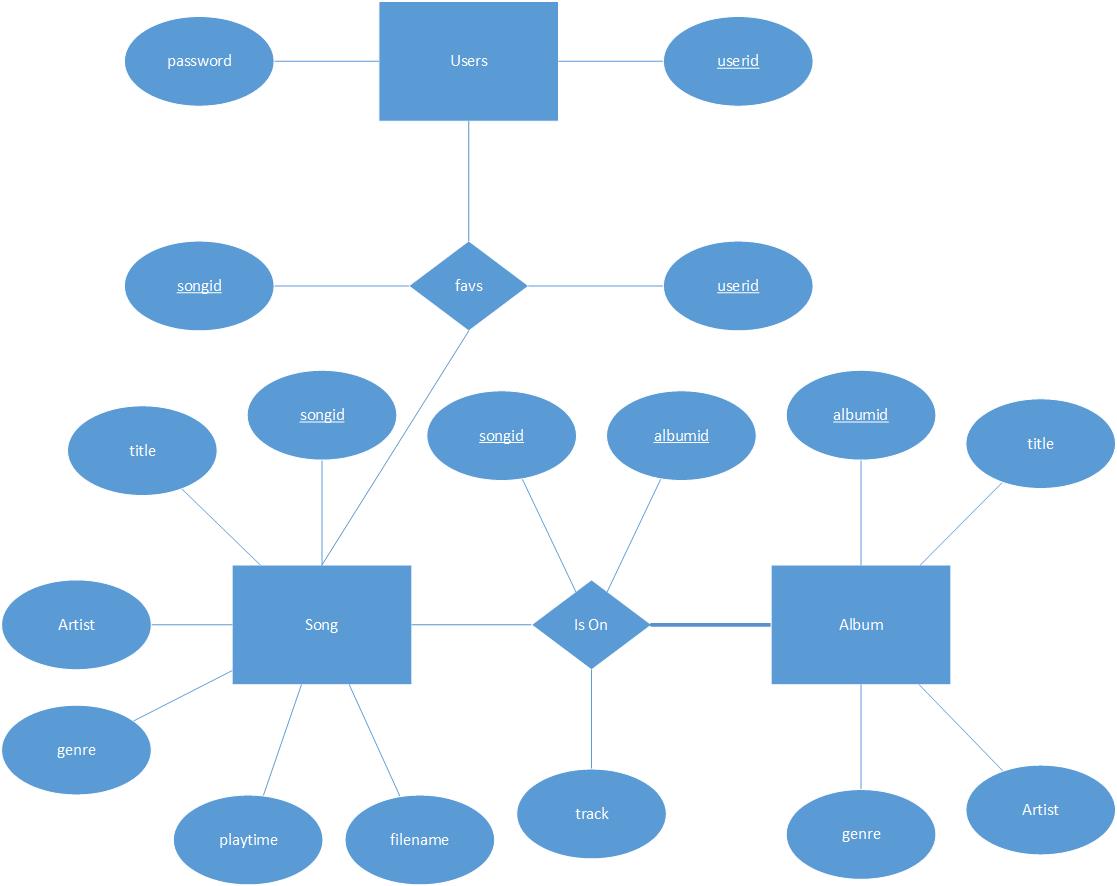 password
Users
userid
songid
favs
userid
songid
albumid
title
songid
albumid
title
Artist
Song
Is On
Album
genre
track
playtime
filename
genre
Artist